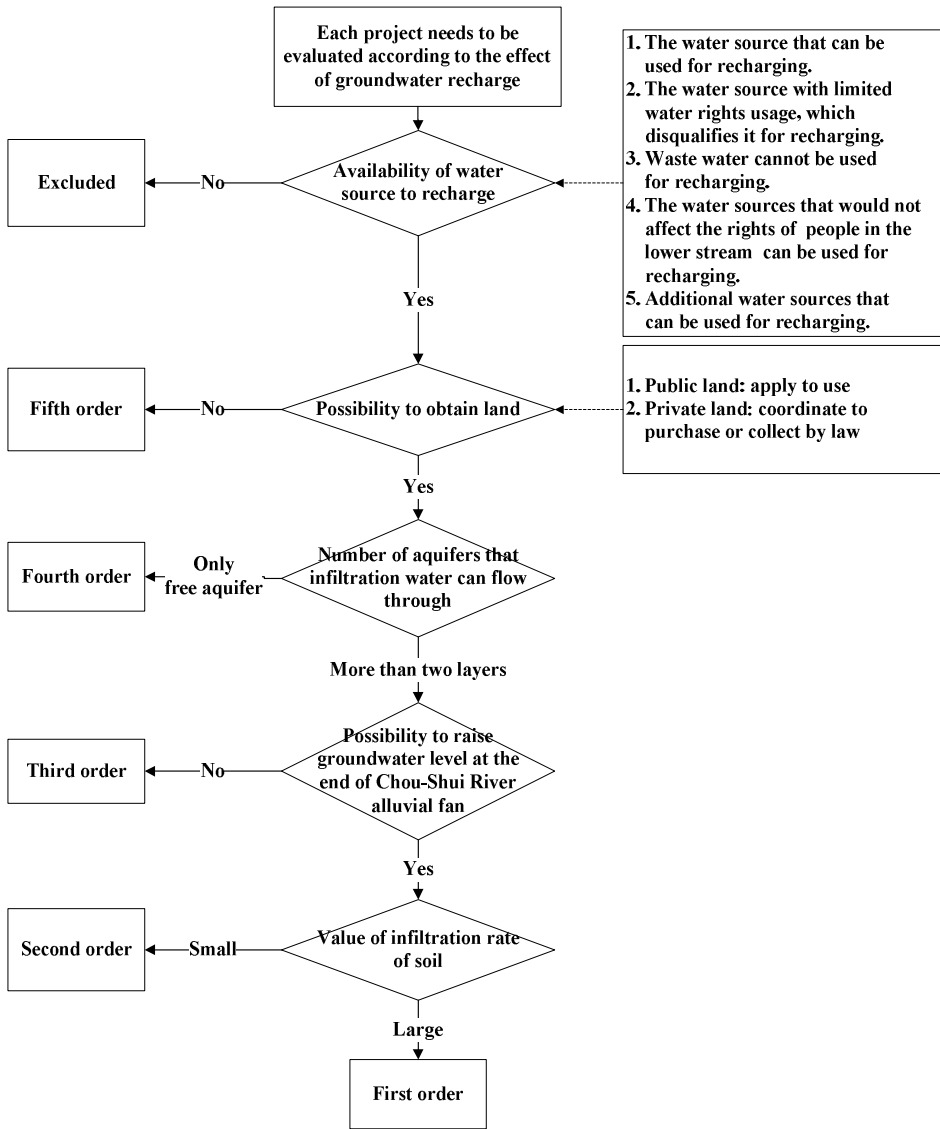 Each project needs to be
evaluated according to the effect
of groundwater recharge
1. The water source that can be
used for recharging.
2. The water source with limited
water rights usage, which
disqualifies it for recharging.
3. Waste water cannot be used
for recharging.
4. The water sources that would not
affect the rights of people in the
lower stream can be used for
recharging.
5. Additional water sources that
can be used for recharging.
Availability of water
source to recharge
No
Excluded
Yes
Possibility to obtain land
1. Public land: apply to use
2. Private land: coordinate to
purchase or collect by law
No
Fifth order
Yes
Number of aquifers that
infiltration water can flow
through
Only
free aquifer
Fourth order
More than two layers
Possibility to raise
groundwater level at the
end of Chou-Shui River
alluvial fan
No
Third order
Yes
Value of infiltration rate
of soil
Small
Second order
Large
First order